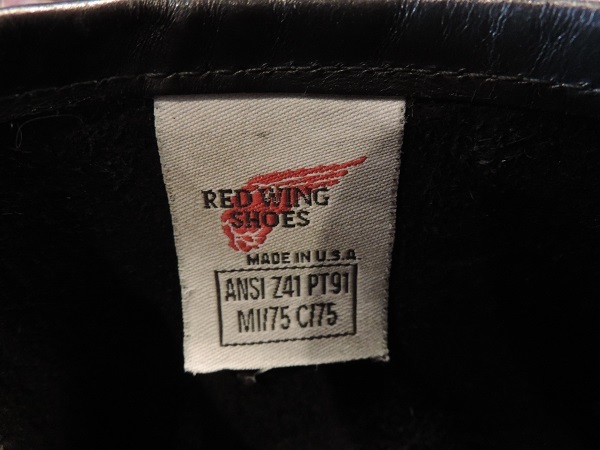 RED WING
SHOES
MADE IN U.S.A.
ANSI Z41 PT91
MI/75 C/75